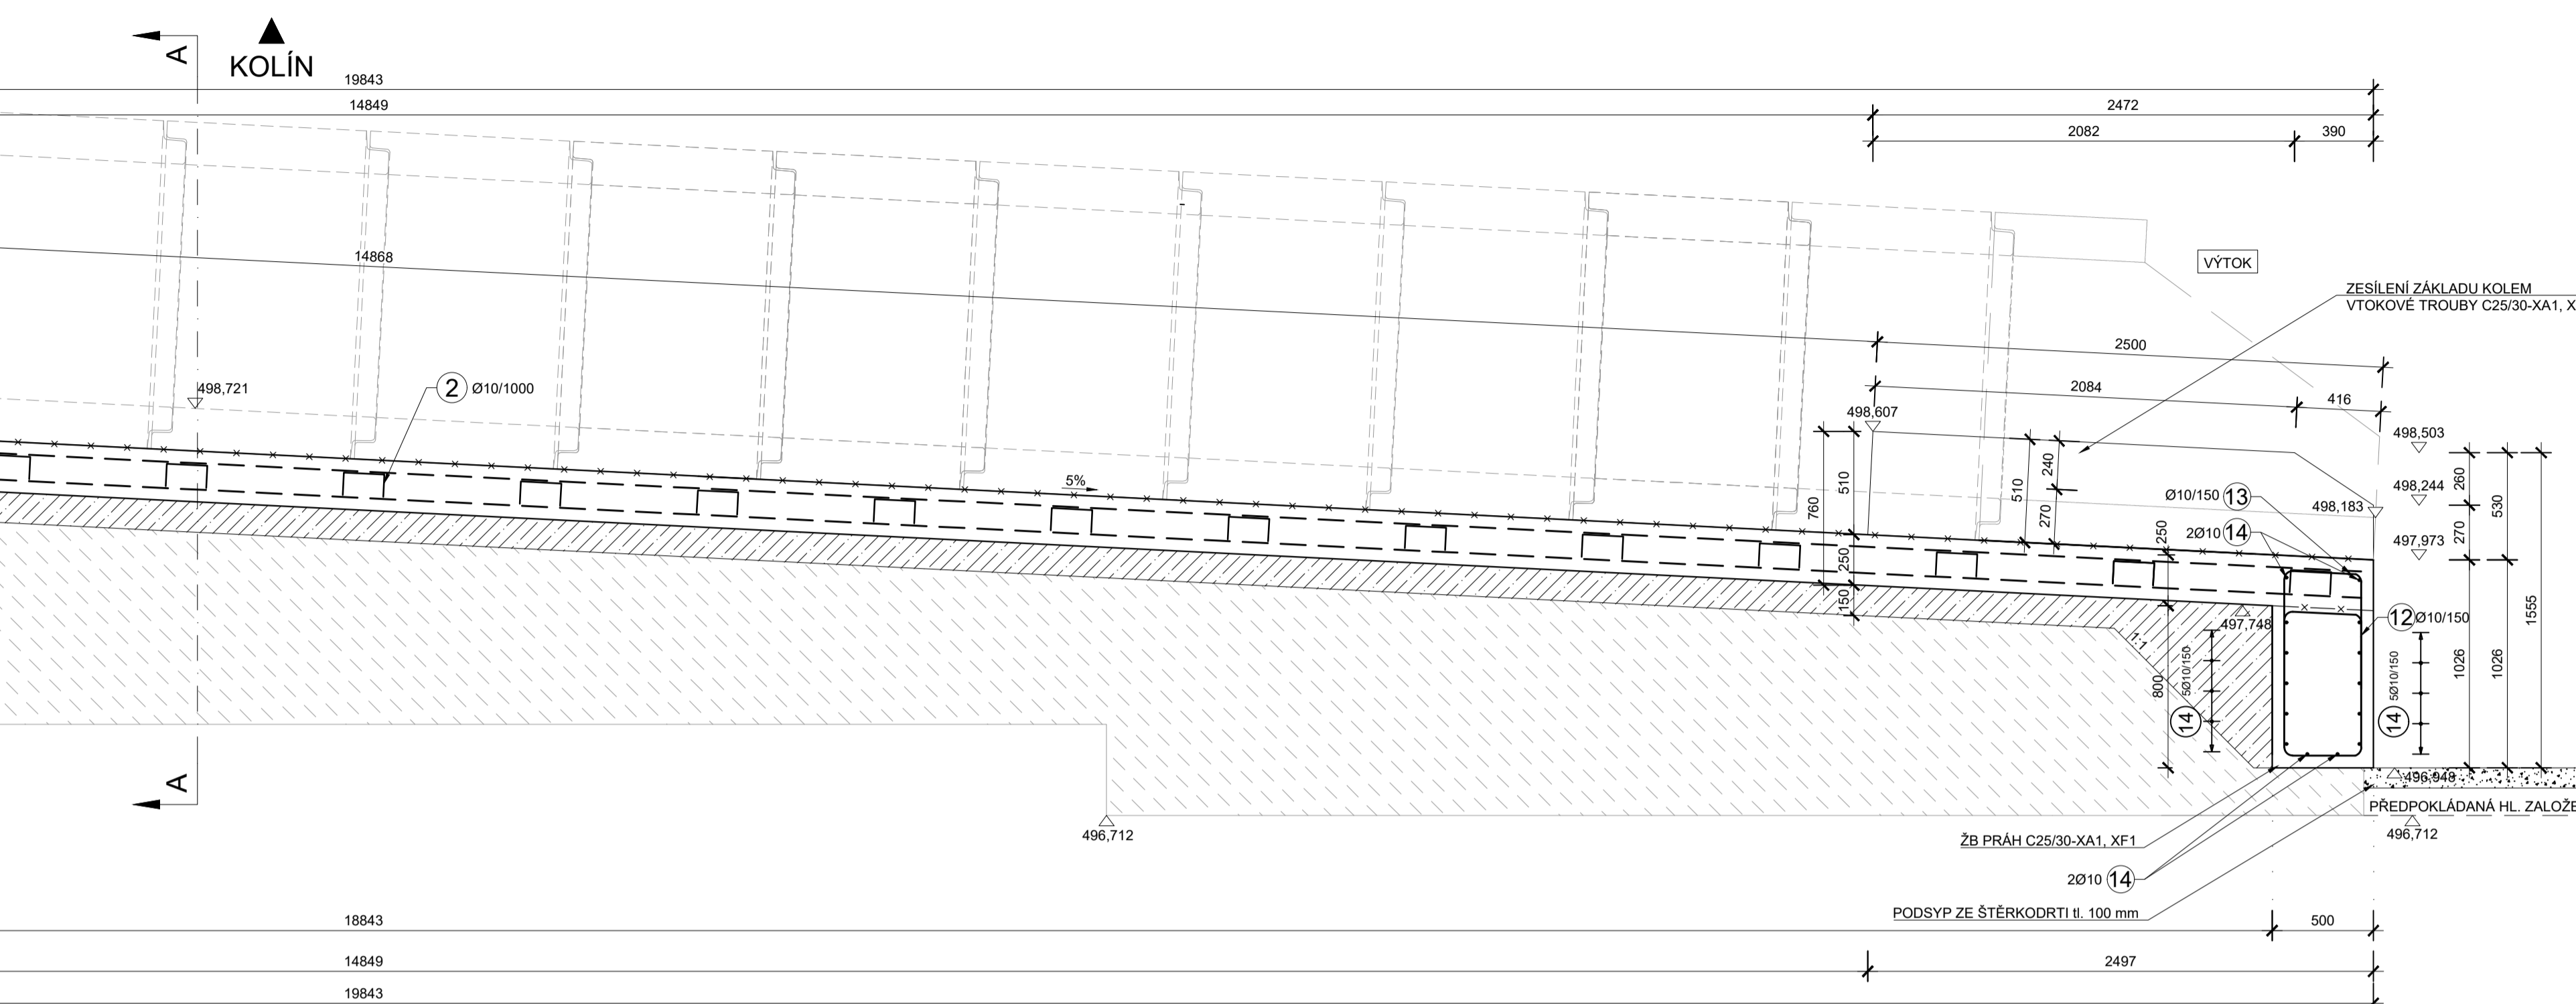 A
KOLÍN
19843
14849
2472
2082
390
14868
VÝTOK
ZESÍLENÍ ZÁKLADU KOLEM
VTOKOVÉ TROUBY C25/30-XA1, X
2500
2084
416
498,721
2 Ø10/1000
498,607
498,503
498,244
498,183
497,973
5%
760
510
250
150
510
240
270
Ø10/150 13
2Ø10 14
250
260
270
530
1555
497,748
12 Ø10/150
1:1
5Ø10/150
14
800
5Ø10/150
14
1026
1026
A
496,948
PŘEDPOKLÁDANÁ HL. ZALOŽE
496,712
496,712
ŽB PRÁH C25/30-XA1, XF1
2Ø10 14
PODSYP ZE ŠTĚRKODRTI tl. 100 mm
18843
500
14849
2497
19843